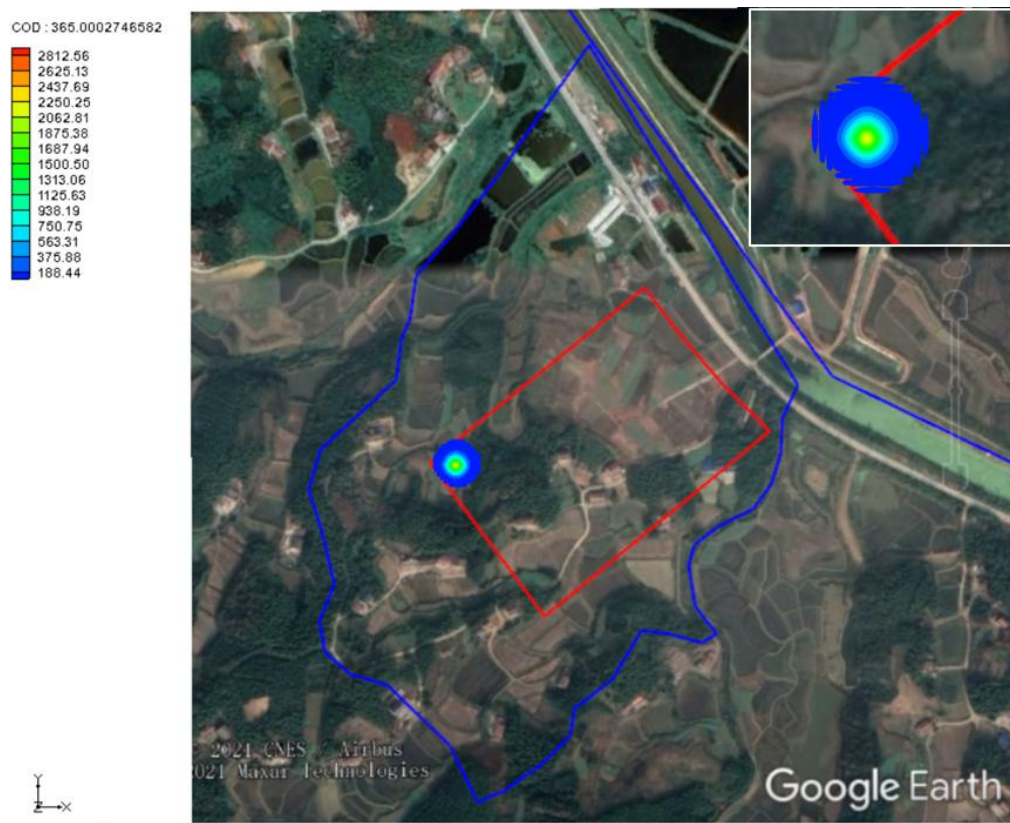 COD : 365.0002746582
2812.56
2625.13
2437.69
2250.25
2062.81
1875.38
1687.94
1500.50
1313.06
1125.63
938.19
750.75
563.31
375.88
188.44
2021 CNES / Airbus
2021 Maxar Technologies
Google Earth
Y
Z X